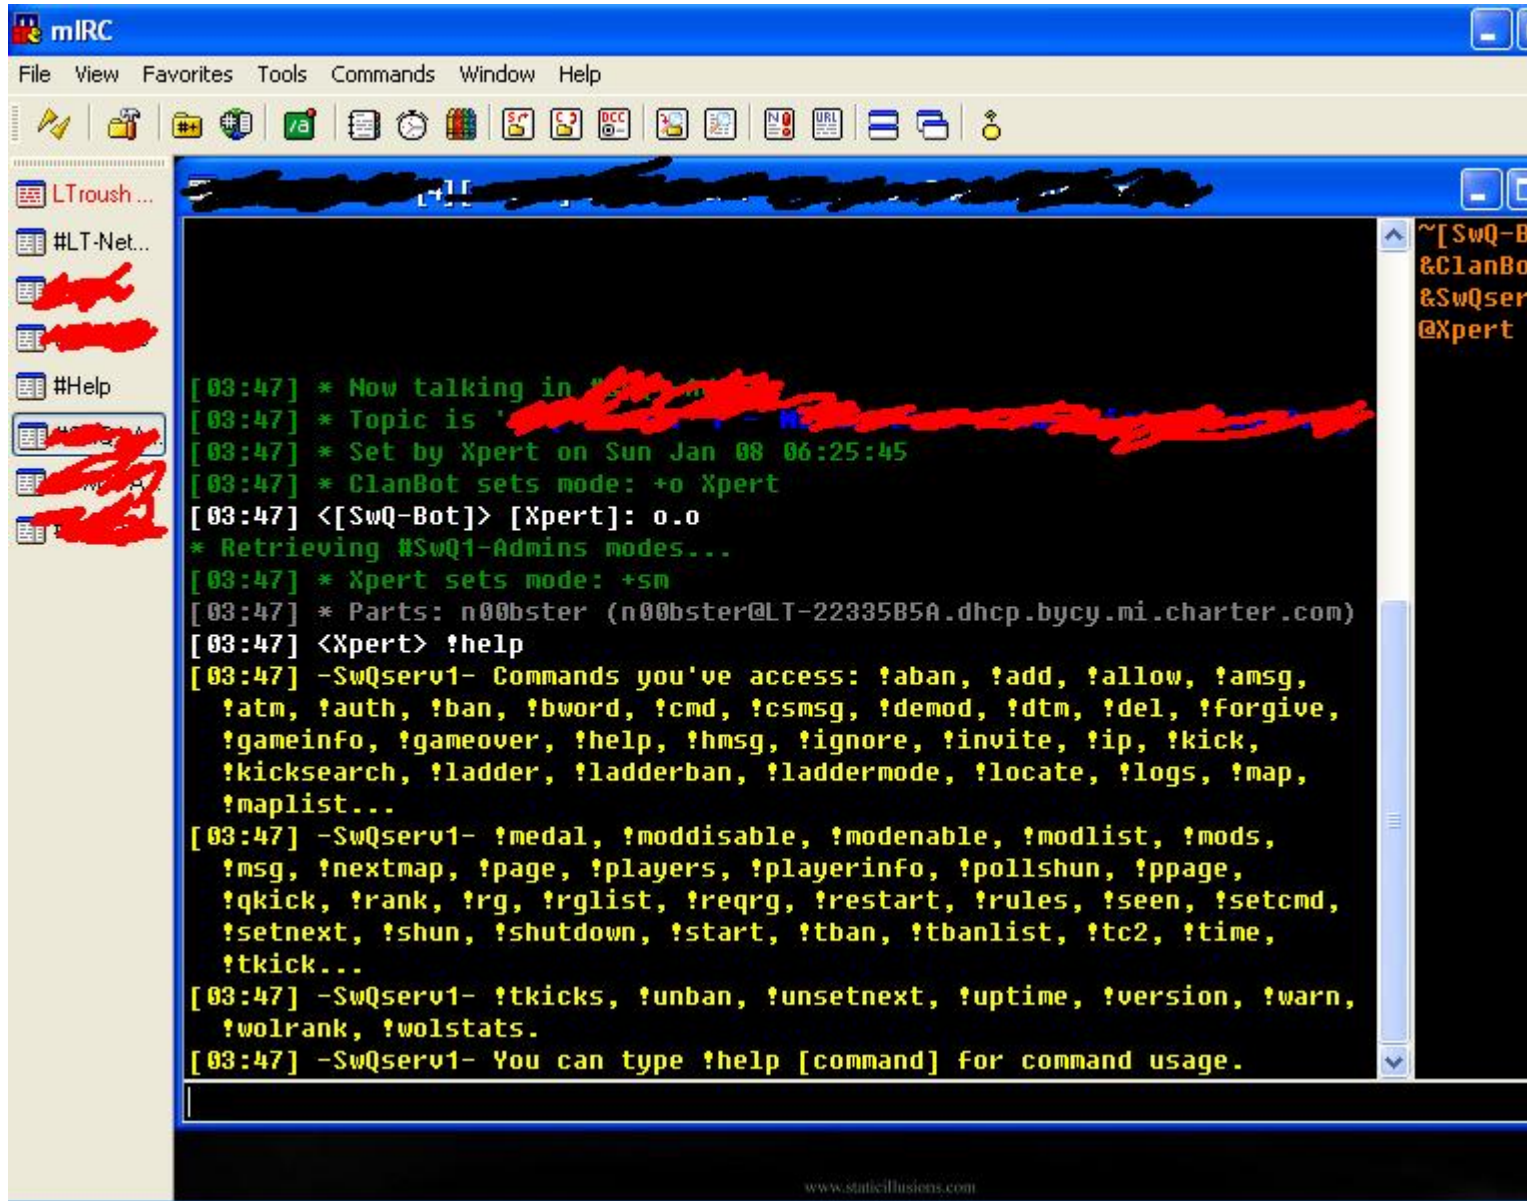 mIRC
File View Favorites Tools Commands Window Help
LTroush ...
#LT-Net...
#Help
[03:47] * Now talking in
[03:47] * Topic is '
[03:47] * Set by Xpert on Sun Jan 08 06:25:45
[03:47] * ClanBot sets mode: +o Xpert
[03:47] <[SwQ-Bot]> [Xpert]: o.o
* Retrieving #SwQ1-Admins modes...
[03:47] * Xpert sets mode: +sm
[03:47] * Parts: n00bster (n00bster@LT-22335B5A.dhcp.bycy.mi.charter.com)
[03:47] <Xpert> !help
[03:47] -SwQserv1- Commands you've access: !aban, !add, !allow, !amsg,
!atm, !auth, !ban, !bword, !cmd, !csmsg, !demod, !dtm, !del, !forgive,
!gameinfo, !gameover, !help, !hmsg, !ignore, !invite, !ip, !kick,
!kicksearch, !ladder, !ladderban, !laddermode, !locate, !logs, !map,
!maplist...
[03:47] -SwQserv1- !medal, !moddisable, !modenable, !modlist, !mods,
!msg, !nextmap, !page, !players, !playerinfo, !pollshun, !ppage,
!qkick, !rank, !rg, !rglist, !reqrg, !restart, !rules, !seen, !setcmd,
!setnext, !shun, !shutdown, !start, !tban, !tbanlist, !tc2, !time,
!tkick...
[03:47] -SwQserv1- !tkicks, !unban, !unsetnext, !uptime, !version, !warn,
!wolrank, !wolstats.
[03:47] -SwQserv1- You can type !help [command] for command usage.
~[SwQ-B
&ClanBo
&SwQser
@Xpert
www.staticillusions.com